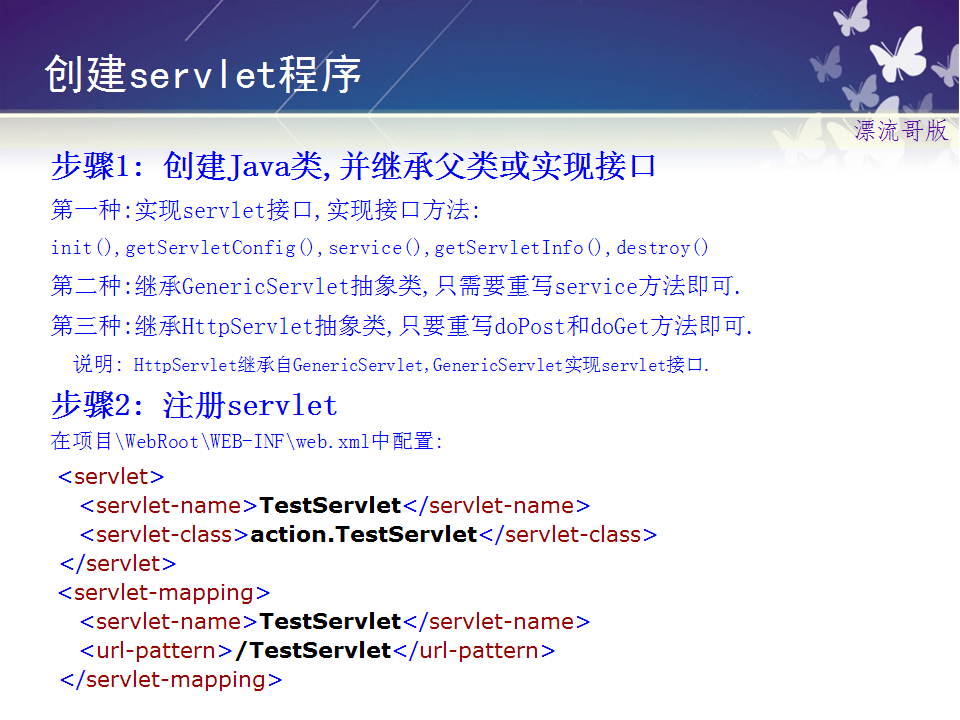 创建servlet程序
漂流哥版
步骤1: 创建Java类,并继承父类或实现接口
第一种:实现servlet接口,实现接口方法:
init(),getServletConfig(),service(),getServletInfo(),destroy()
第二种:继承GenericServlet抽象类,只需要重写service方法即可.
第三种:继承HttpServlet抽象类,只要重写doPost和doGet方法即可.
说明: HttpServlet继承自GenericServlet,GenericServlet实现servlet接口.
步骤2: 注册servlet
在项目\WebRoot\WEB-INF\web.xml中配置:
<servlet>
<servlet-name>TestServlet</servlet-name>
<servlet-class>action.TestServlet</servlet-class>
</servlet>
<servlet-mapping>
<servlet-name>TestServlet</servlet-name>
<url-pattern>/TestServlet</url-pattern>
</servlet-mapping>